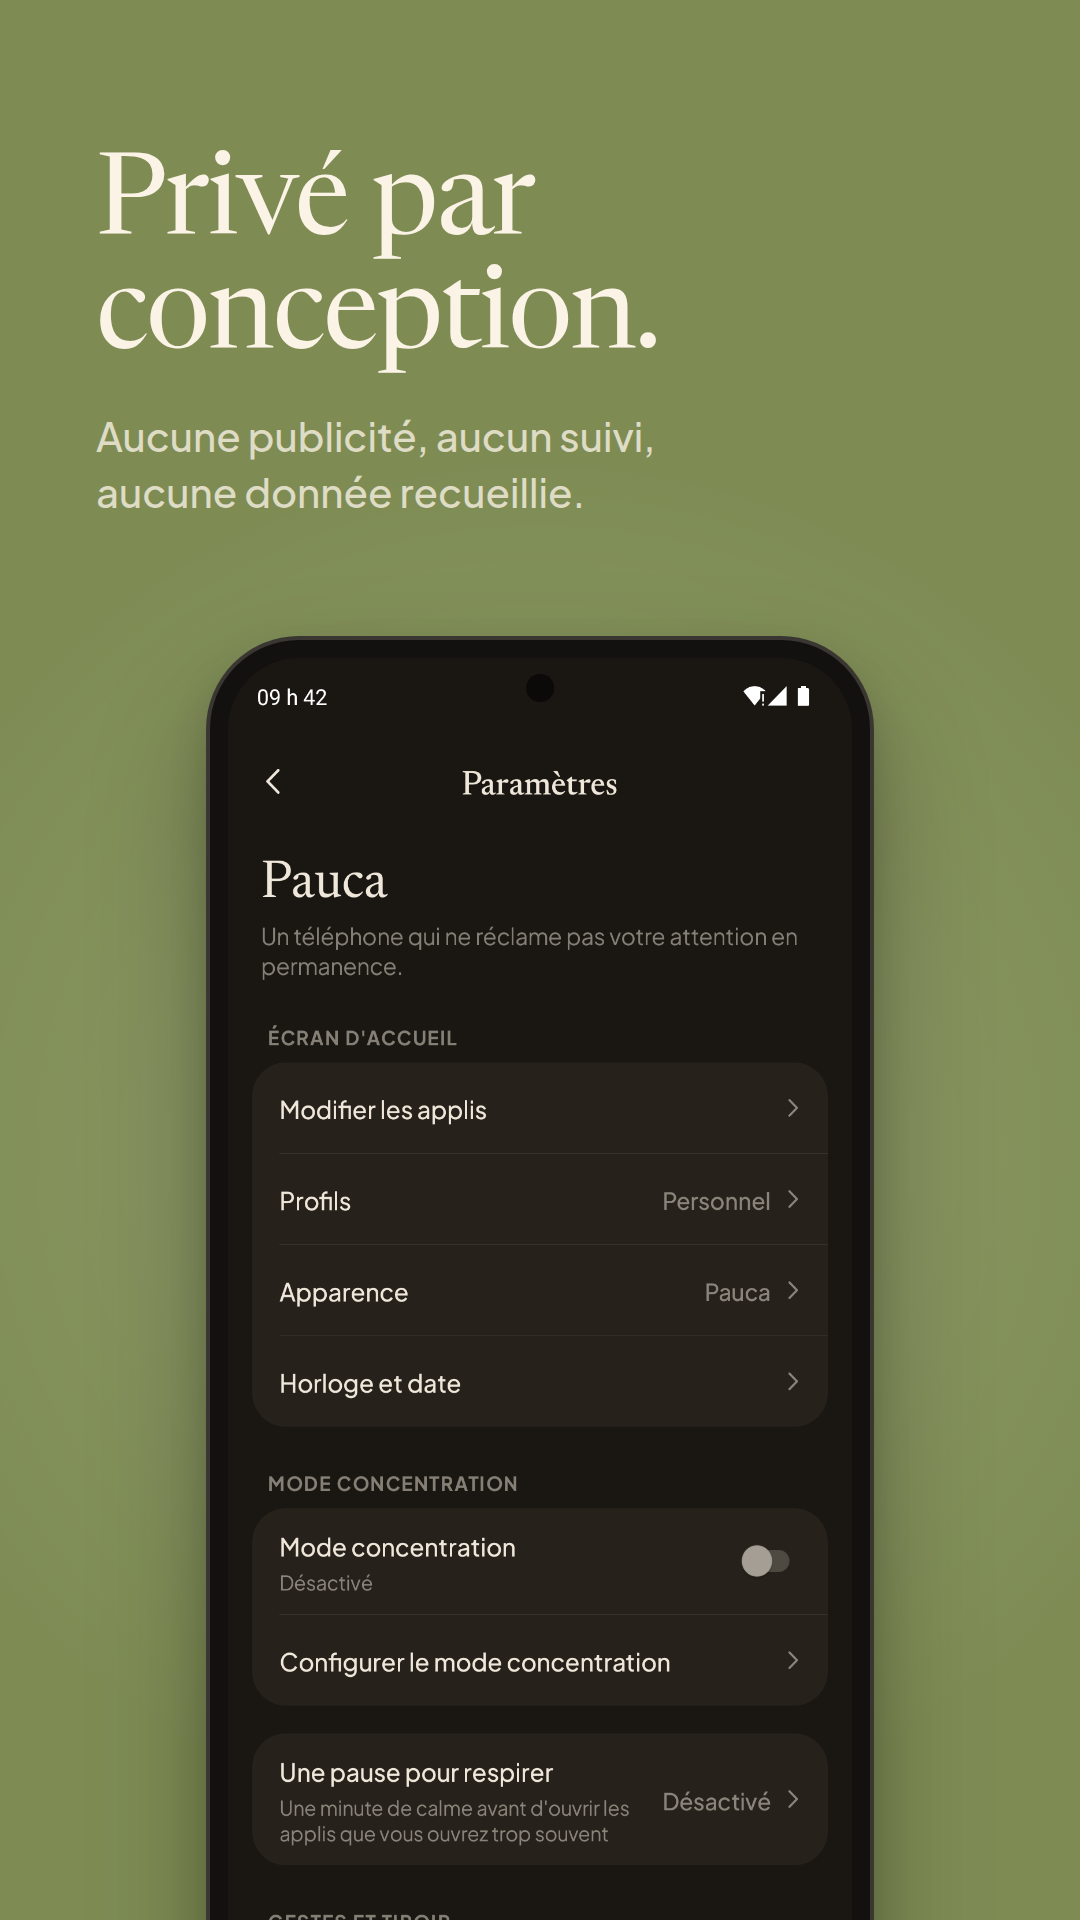 Privé par
conception.
Aucune publicité, aucun suivi,
aucune donnée recueillie.
09 h 42
Paramètres
Pauca
Un téléphone qui ne réclame pas votre attention en
permanence.
ÉCRAN D'ACCUEIL
Modifier les applis
Profils Personnel
Apparence Pauca
Horloge et date
MODE CONCENTRATION
Mode concentration
Désactivé
Configurer le mode concentration
Une pause pour respirer
Une minute de calme avant d'ouvrir les
applis que vous ouvrez trop souvent
Désactivé
GESTES ET TIROIR